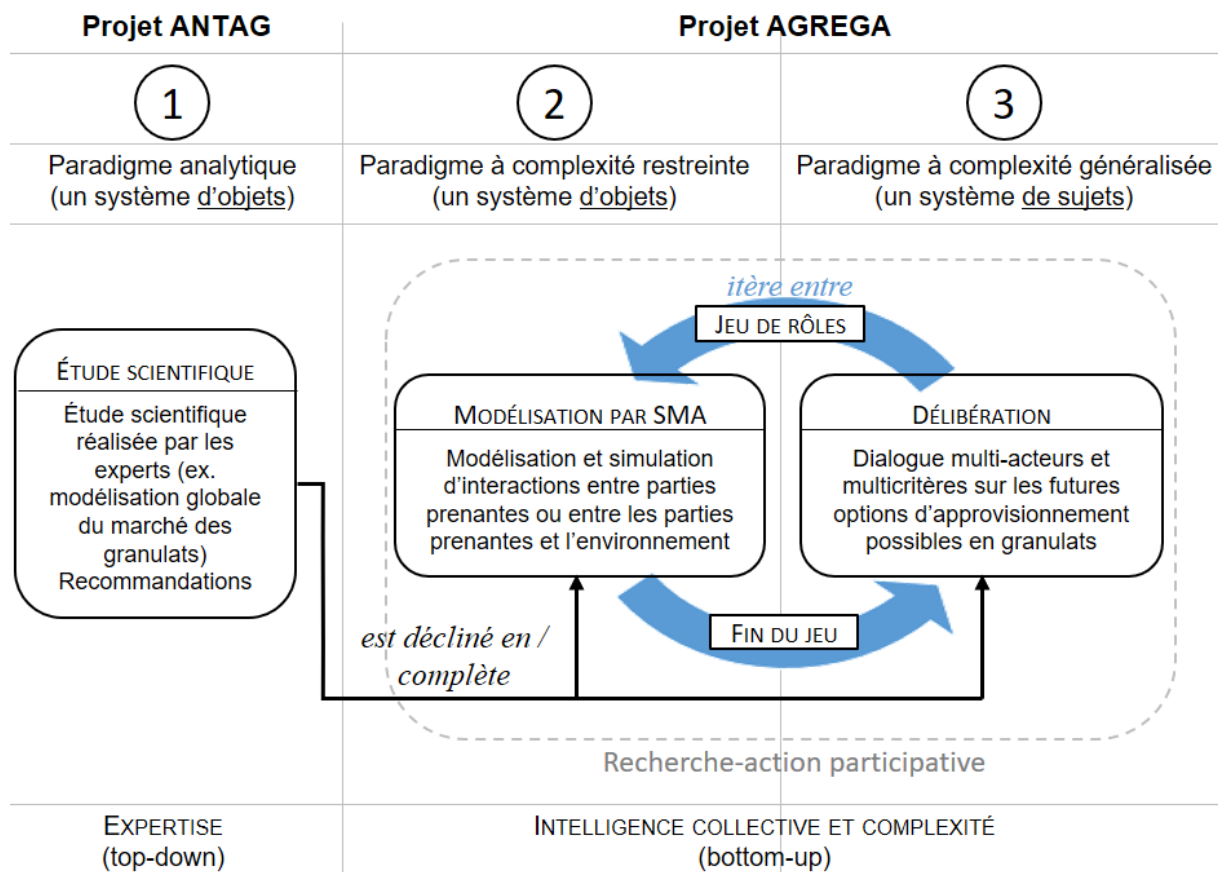 Projet ANTAG
Projet AGREGA
1
2
3
Paradigme analytique
(un système d'objets)
Paradigme à complexité restreinte
(un système d'objets)
Paradigme à complexité généralisée
(un système de sujets)
itère entre
JEU DE RÔLES
ÉTUDE SCIENTIFIQUE
Étude scientifique
réalisée par les
experts (ex.
modélisation globale
du marché des
granulats)
Recommandations
MODÉLISATION PAR SMA
Modélisation et simulation
d'interactions entre parties
prenantes ou entre les parties
prenantes et l'environnement
DÉLIBÉRATION
Dialogue multi-acteurs et
multicritères sur les futures
options d'approvisionnement
possibles en granulats
FIN DU JEU
est décliné en /
complète
Recherche-action participative
EXPERTISE
(top-down)
INTELLIGENCE COLLECTIVE ET COMPLEXITÉ
(bottom-up)